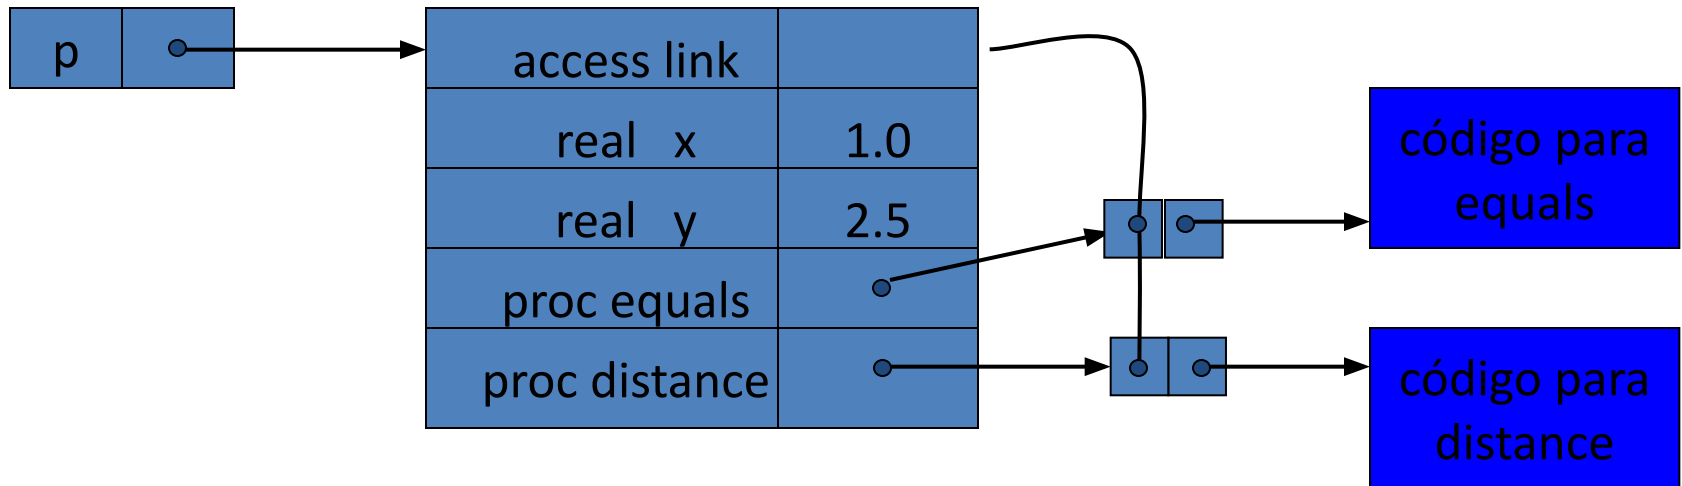 p
access link
real x 1.0
real y 2.5
proc equals
proc distance
código para
equals
código para
distance